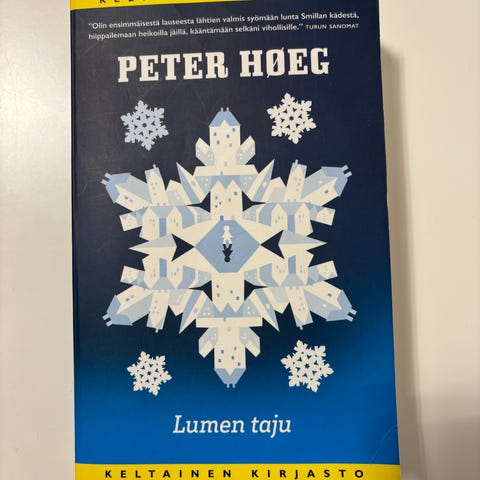 "Olin ensimmäisestä lauseesta lähtien valmis syömään lunta Smillan kädestä,
hiippailemaan heikoilla jäillä, kääntämään selkäni vihollisille." TURUN SANOMAT
PETER HØEG
Lumen taju
KELTAINEN KIRJASTO